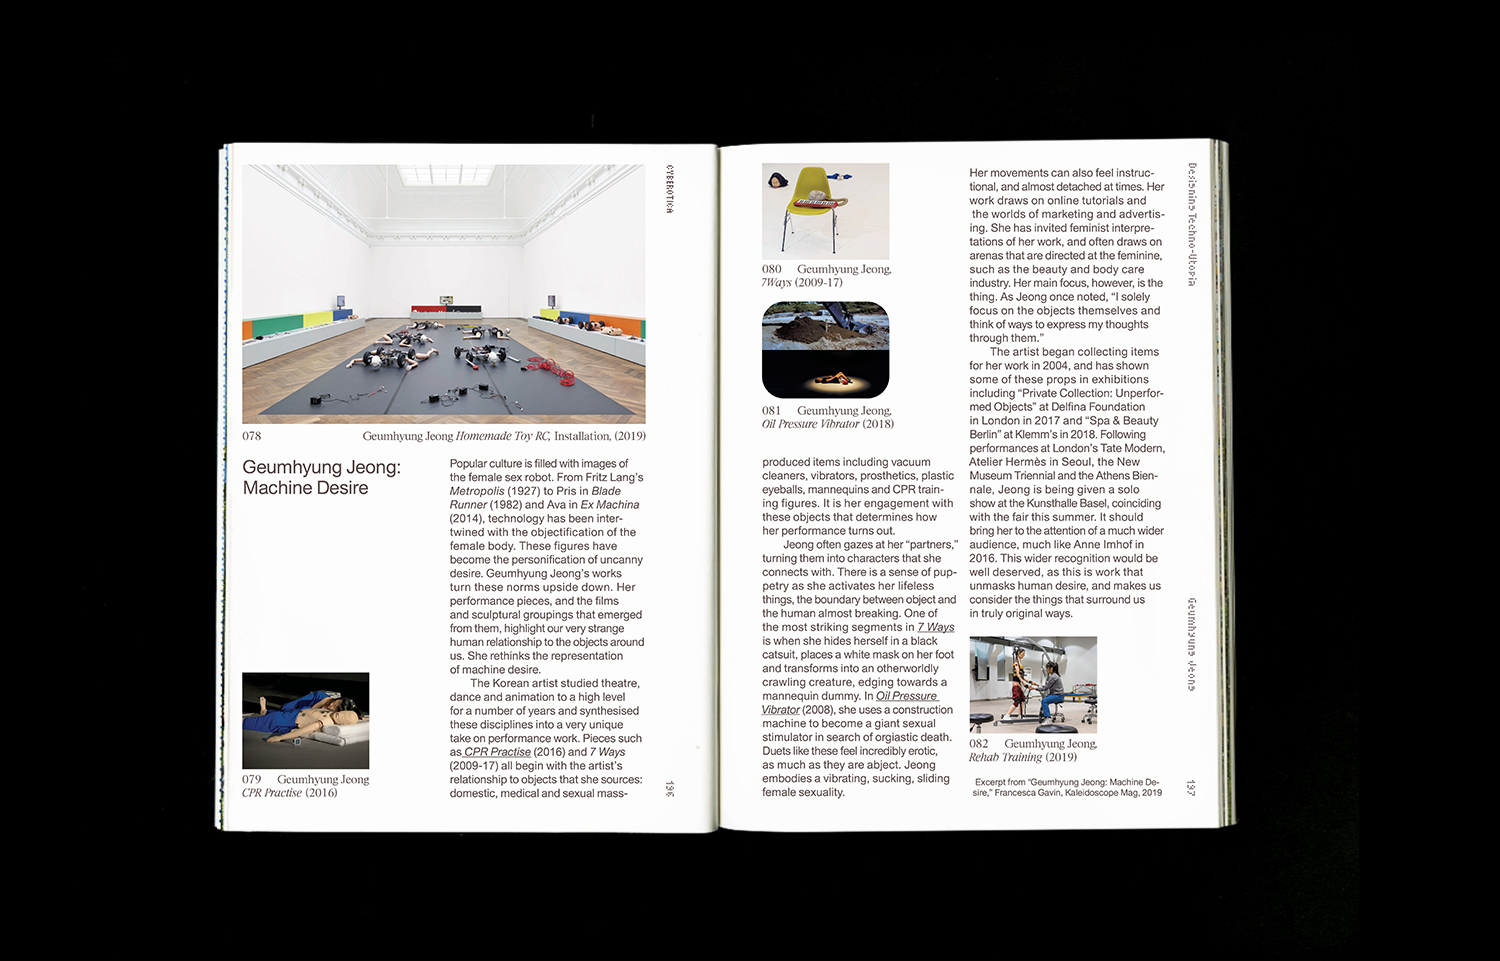 CYBEROTICA
078 Geumhyung Jeong Homemade Toy RC, Installation, (2019)
Geumhyung Jeong:
Machine Desire
079 Geumhyung Jeong
CPR Practise (2016)
Popular culture is filled with images of
the female sex robot. From Fritz Lang’s
Metropolis (1927) to Pris in Blade
Runner (1982) and Ava in Ex Machina
(2014), technology has been inter-
twined with the objectification of the
female body. These figures have
become the personification of uncanny
desire. Geumhyung Jeong’s works
turn these norms upside down. Her
performance pieces, and the films
and sculptural groupings that emerged
from them, highlight our very strange
human relationship to the objects around
us. She rethinks the representation
of machine desire.
The Korean artist studied theatre,
dance and animation to a high level
for a number of years and synthesised
these disciplines into a very unique
take on performance work. Pieces such
as CPR Practise (2016) and 7 Ways
(2009-17) all begin with the artist’s
relationship to objects that she sources:
domestic, medical and sexual mass-
196
080 Geumhyung Jeong,
7Ways (2009-17)
081 Geumhyung Jeong,
Oil Pressure Vibrator (2018)
produced items including vacuum
cleaners, vibrators, prosthetics, plastic
eyeballs, mannequins and CPR train-
ing figures. It is her engagement with
these objects that determines how
her performance turns out.
Jeong often gazes at her “partners,”
turning them into characters that she
connects with. There is a sense of pup-
petry as she activates her lifeless
things, the boundary between object and
the human almost breaking. One of
the most striking segments in 7 Ways
is when she hides herself in a black
catsuit, places a white mask on her foot
and transforms into an otherworldly
crawling creature, edging towards a
mannequin dummy. In Oil Pressure
Vibrator (2008), she uses a construction
machine to become a giant sexual
stimulator in search of orgiastic death.
Duets like these feel incredibly erotic,
as much as they are abject. Jeong
embodies a vibrating, sucking, sliding
female sexuality.
Her movements can also feel instruc-
tional, and almost detached at times. Her
work draws on online tutorials and
the worlds of marketing and advertis-
ing. She has invited feminist interpre-
tations of her work, and often draws on
arenas that are directed at the feminine,
such as the beauty and body care
industry. Her main focus, however, is the
thing. As Jeong once noted, “I solely
focus on the objects themselves and
think of ways to express my thoughts
through them.”
The artist began collecting items
for her work in 2004, and has shown
some of these props in exhibitions
including “Private Collection: Unperfor-
med Objects” at Delfina Foundation
in London in 2017 and “Spa & Beauty
Berlin” at Klemm’s in 2018. Following
performances at London’s Tate Modern,
Atelier Hermès in Seoul, the New
Museum Triennial and the Athens Bien-
nale, Jeong is being given a solo
show at the Kunsthalle Basel, coinciding
with the fair this summer. It should
bring her to the attention of a much wider
audience, much like Anne Imhof in
2016. This wider recognition would be
well deserved, as this is work that
unmasks human desire, and makes us
consider the things that surround us
in truly original ways.
082 Geumhyung Jeong,
Rehab Training (2019)
Excerpt from “Geumhyung Jeong: Machine De-
sire,” Francesca Gavin, Kaleidoscope Mag, 2019
Designing Techno-Utopia
Geumhyung Jeong
197